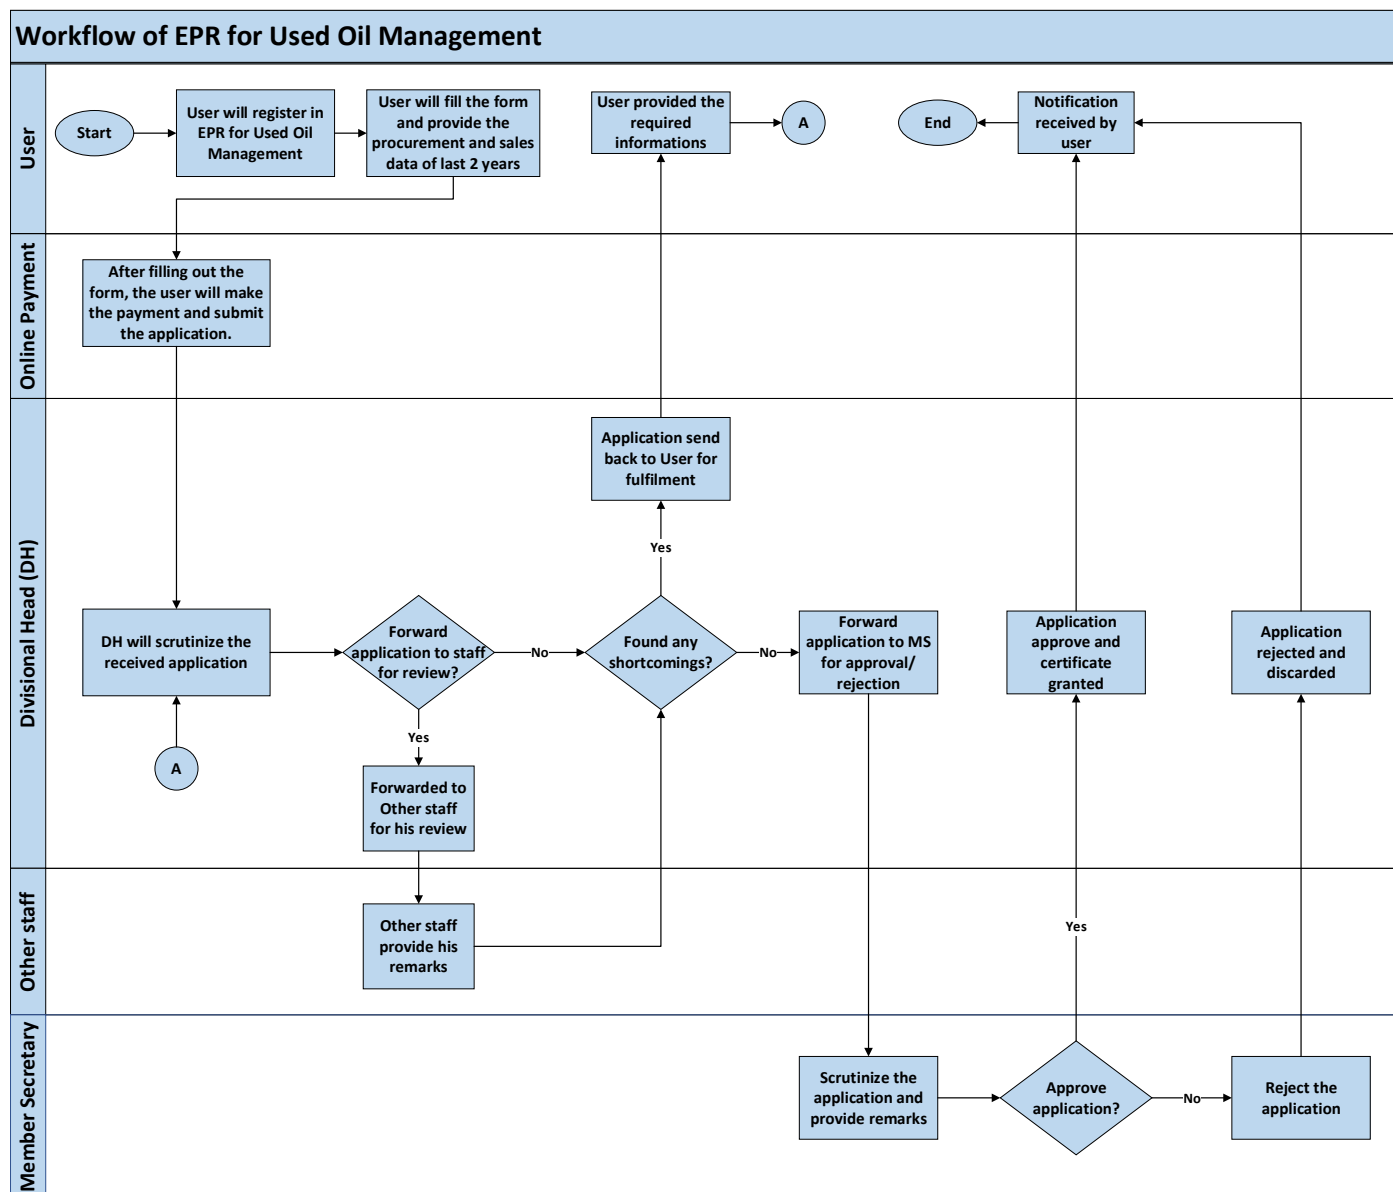 Workflow of EPR for Used Oil Management
User
Start
User will register in
EPR for Used Oil
Management
User will fill the form
and provide the
procurement and sales
data of last 2 years
User provided the
required
informations
A
End
Notification
received by
user
Online Payment
After filling out the
form, the user will make
the payment and submit
the application.
Divisional Head (DH)
Application send
back to User for
fulfilment
Yes
DH will scrutinize the
received application
Forward
application to staff
for review?
No
Found any
shortcomings?
No
Forward
application to MS
for approval/
rejection
Application
approve and
certificate
granted
Application
rejected and
discarded
Yes
A
Forwarded to
Other staff
for his review
Other staff
Other staff
provide his
remarks
Yes
Member Secretary
Scrutinize the
application and
provide remarks
Approve
application?
No
Reject the
application